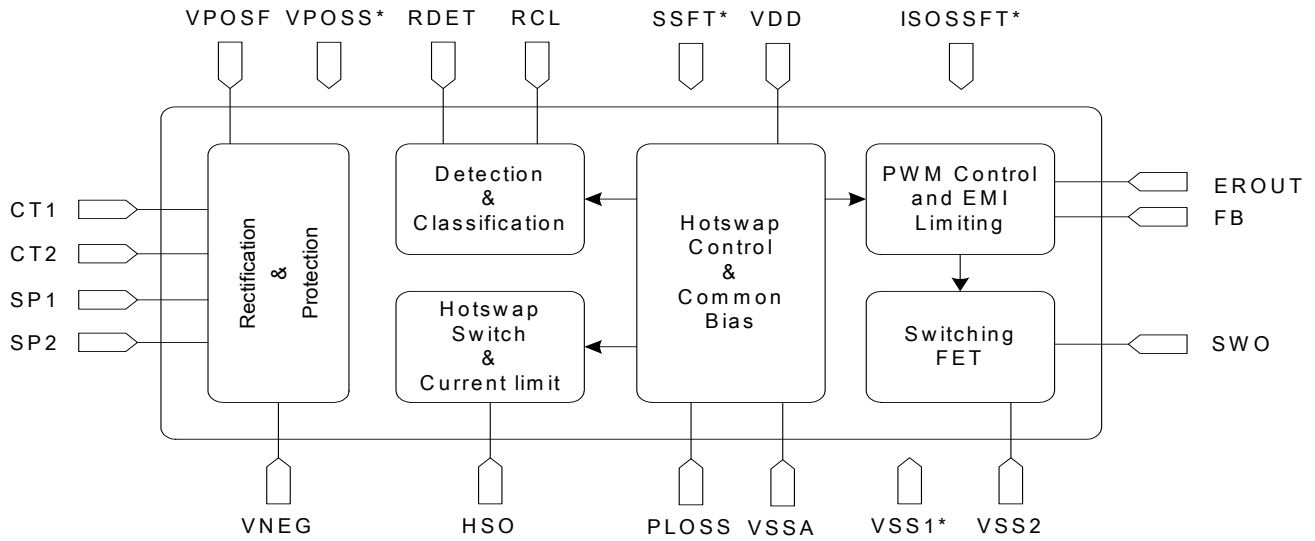 VPOSF VPOSS* RDET RCL SSFT* VDD ISOSSFT*
CT1
CT2
SP1
SP2
Rectification
&
Protection
Detection
&
Classification
Hotswap
Switch
&
Current limit
Hotswap
Control
&
Common
Bias
PWM Control
and EMI
Limiting
Switching
FET
EROUT
FB
SWO
VNEG HSO PLOSS VSSA VSS1* VSS2